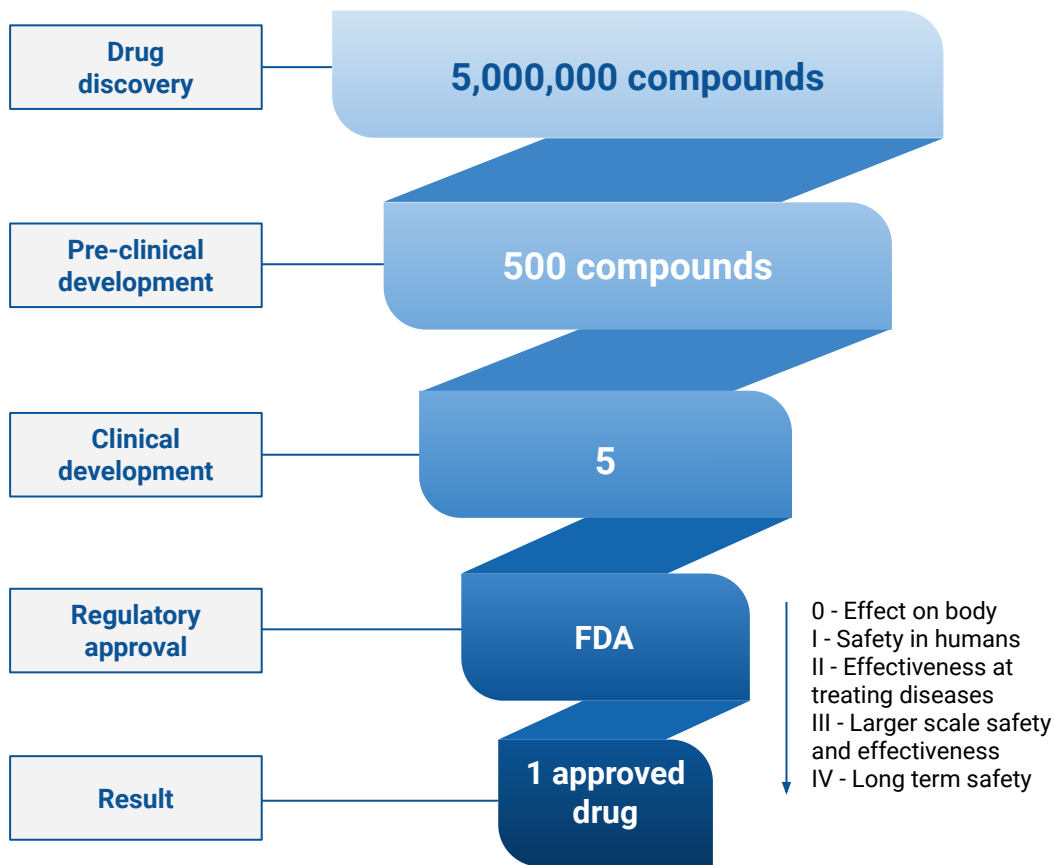 Drug
discovery
5,000,000 compounds
Pre-clinical
development
500 compounds
Clinical
development
5
Regulatory
approval
FDA
0 - Effect on body
I - Safety in humans
II - Effectiveness at
treating diseases
III - Larger scale safety
and effectiveness
IV - Long term safety
Result
1 approved
drug